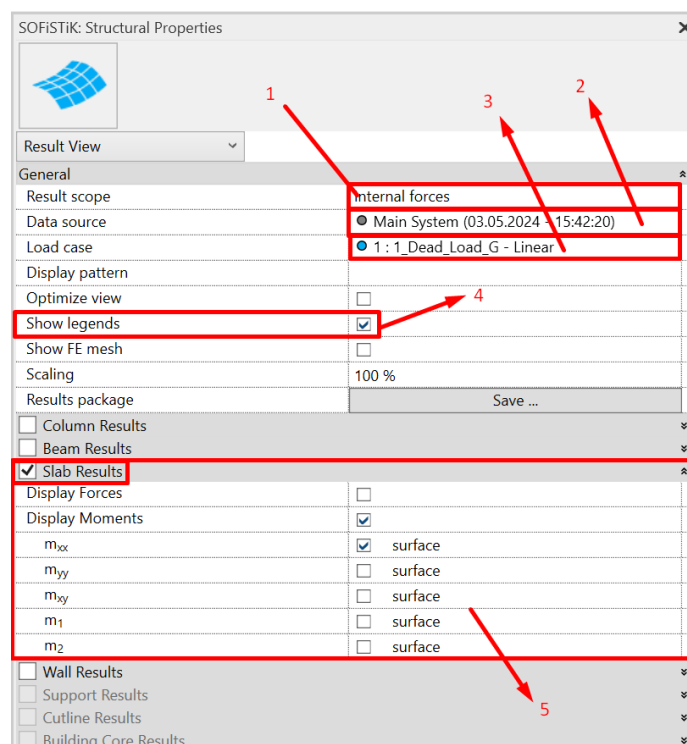 SOFiSTiK: Structural Properties
1
2
3
Result View
General
Result scope Internal forces
Data source Main System (03.05.2024 - 15:42:20)
Load case 1 : 1_Dead_Load_G - Linear
Display pattern
Optimize view
4
Show legends
Show FE mesh
Scaling 100 %
Results package Save ...
Column Results
Beam Results
Slab Results
Display Forces
Display Moments
mxx surface
myy surface
mxy surface
m1 surface
m2 surface
Wall Results
Support Results
5
Cutline Results
Building Core Results